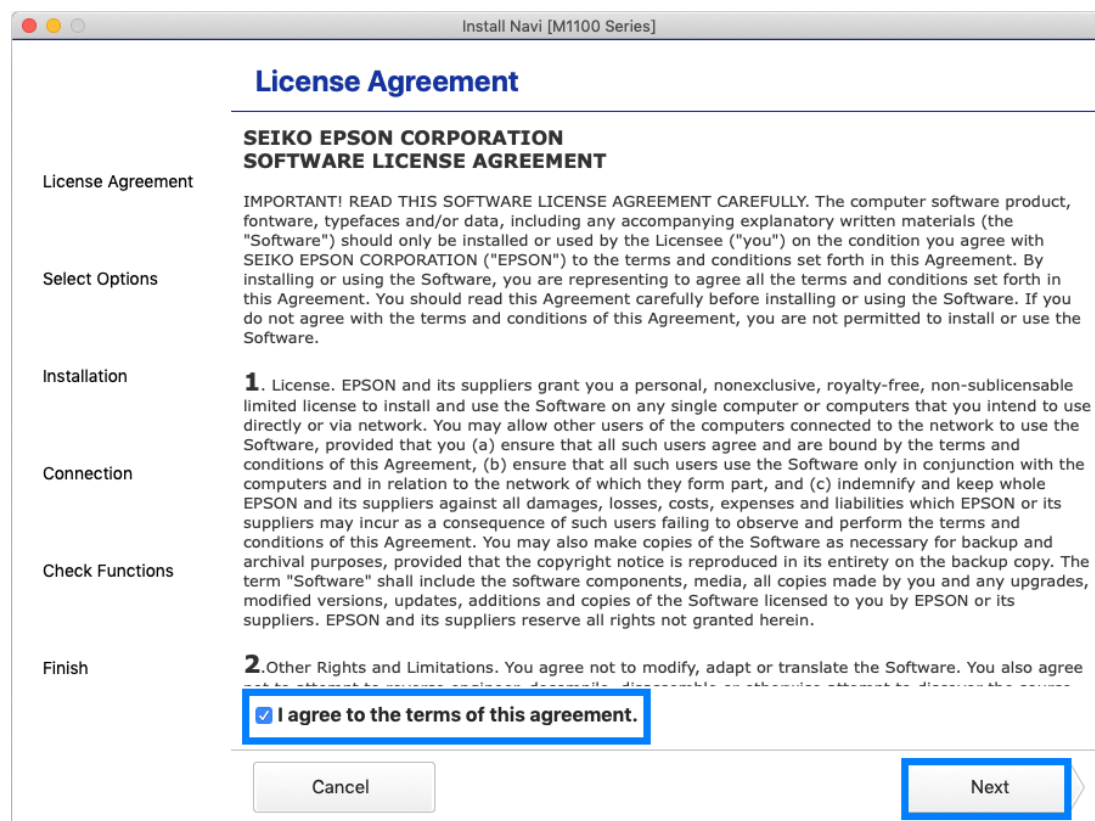 Install Navi [M1100 Series]
License Agreement
SEIKO EPSON CORPORATION
SOFTWARE LICENSE AGREEMENT
License Agreement
IMPORTANT! READ THIS SOFTWARE LICENSE AGREEMENT CAREFULLY. The computer software product,
fontware, typefaces and/or data, including any accompanying explanatory written materials (the
"Software") should only be installed or used by the Licensee ("you") on the condition you agree with
SEIKO EPSON CORPORATION ("EPSON") to the terms and conditions set forth in this Agreement. By
Select Options
installing or using the Software, you are representing to agree all the terms and conditions set forth in
this Agreement. You should read this Agreement carefully before installing or using the Software. If you
do not agree with the terms and conditions of this Agreement, you are not permitted to install or use the
Software.
Installation
1. License. EPSON and its suppliers grant you a personal, nonexclusive, royalty-free, non-sublicensable
limited license to install and use the Software on any single computer or computers that you intend to use
directly or via network. You may allow other users of the computers connected to the network to use the
Software, provided that you (a) ensure that all such users agree and are bound by the terms and
conditions of this Agreement, (b) ensure that all such users use the Software only in conjunction with the
Connection
computers and in relation to the network of which they form part, and (c) indemnify and keep whole
EPSON and its suppliers against all damages, losses, costs, expenses and liabilities which EPSON or its
suppliers may incur as a consequence of such users failing to observe and perform the terms and
conditions of this Agreement. You may also make copies of the Software as necessary for backup and
archival purposes, provided that the copyright notice is reproduced in its entirety on the backup copy. The
Check Functions
term "Software" shall include the software components, media, all copies made by you and any upgrades,
modified versions, updates, additions and copies of the Software licensed to you by EPSON or its
suppliers. EPSON and its suppliers reserve all rights not granted herein.
Finish
2.Other Rights and Limitations. You agree not to modify, adapt or translate the Software. You also agree
I agree to the terms of this agreement.
Cancel
Next